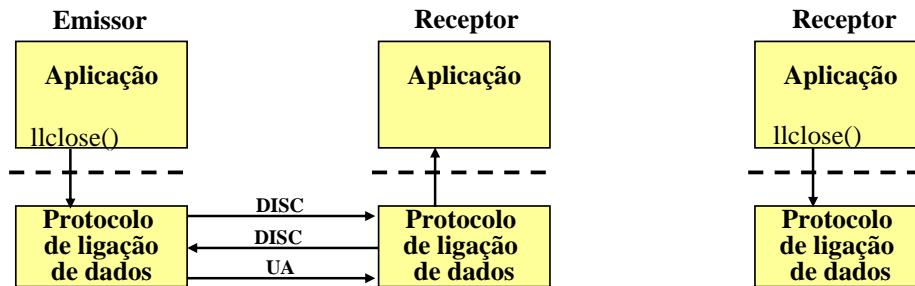 Emissor
Receptor
Receptor
Aplicação
Aplicação
Aplicação
llclose()
llclose()
DISC
DISC
UA
Protocolo
de ligação
de dados
Protocolo
de ligação
de dados
Protocolo
de ligação
de dados